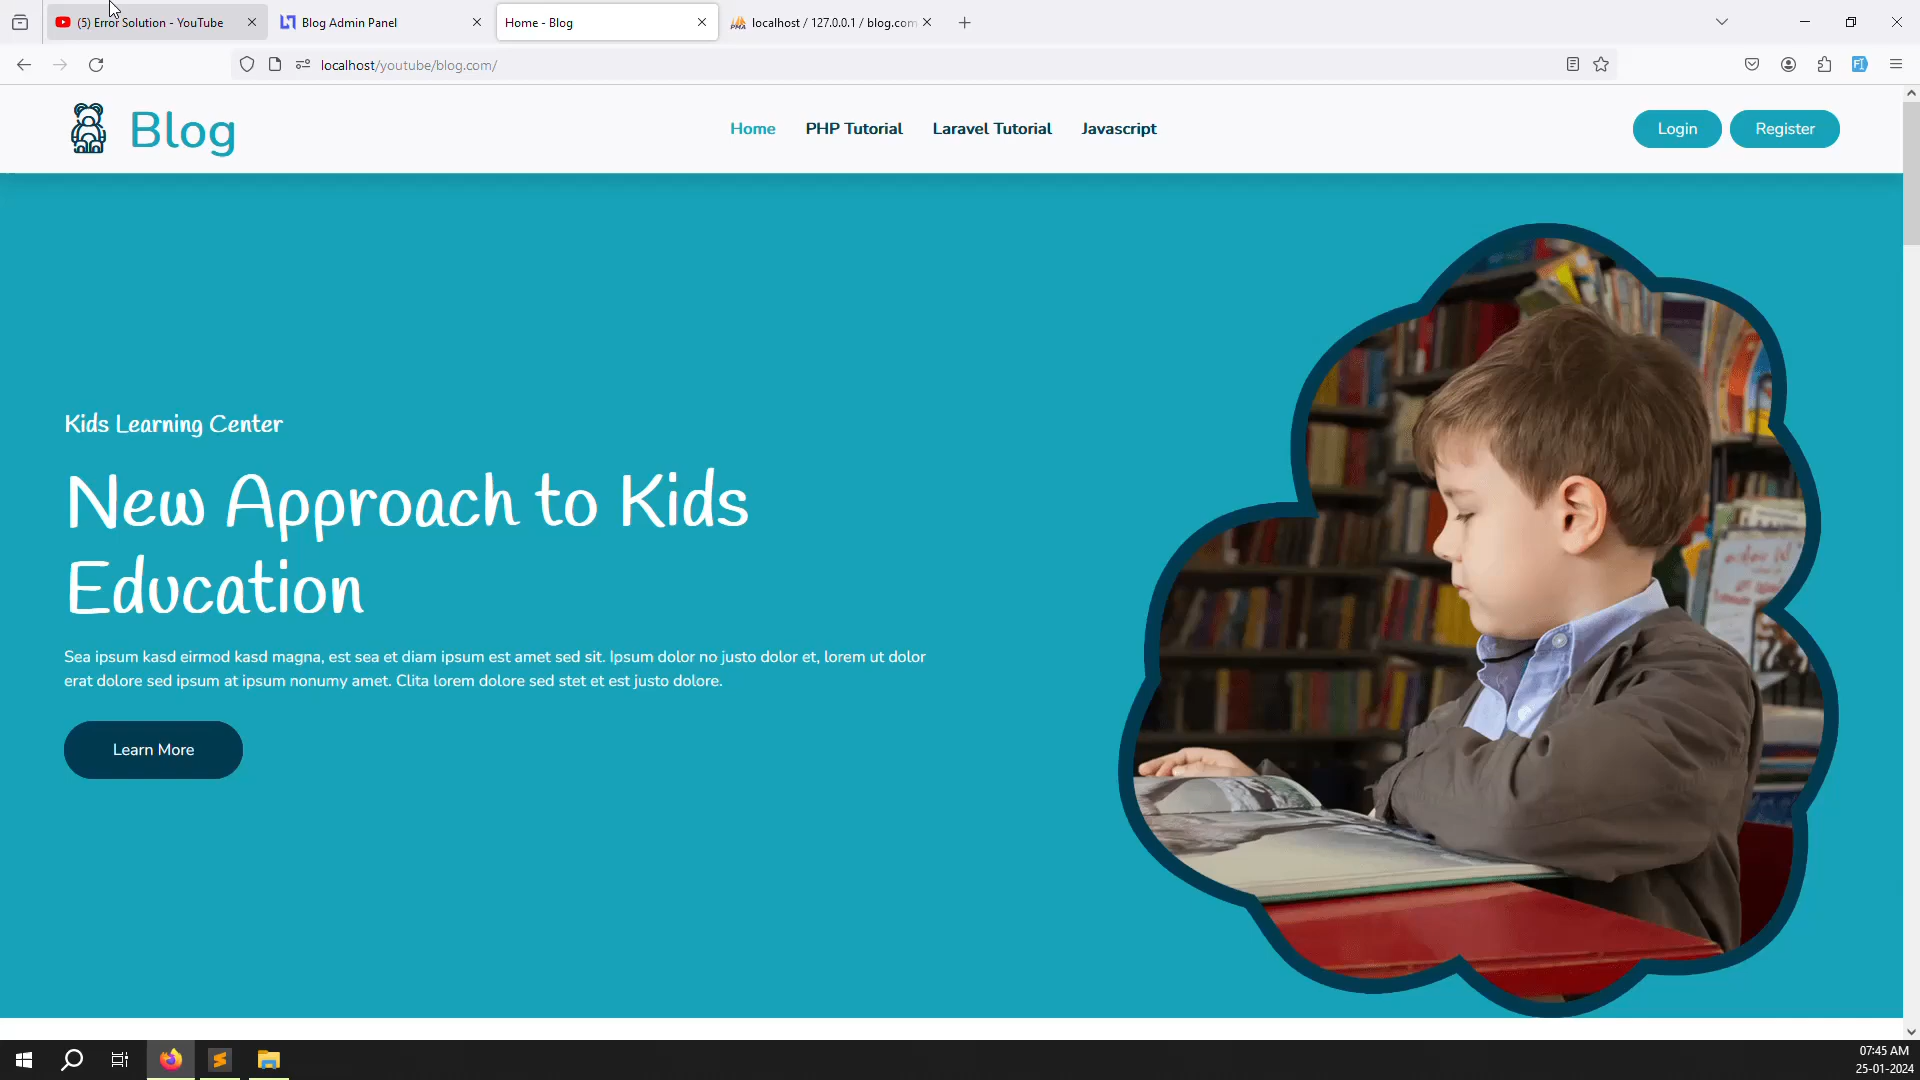 (5) Error Solution - YouTube
Blog Admin Panel
Home - Blog
localhost / 127.0.0.1 / blog.com
localhost/youtube/blog.com/
Blog
Home
PHP Tutorial
Laravel Tutorial
Javascript
Login
Register
Kids Learning Center
New Approach to Kids
Education
Sea ipsum kasd eirmod kasd magna, est sea et diam ipsum est amet sed sit. Ipsum dolor no justo dolor et, lorem ut dolor
erat dolore sed ipsum at ipsum nonumy amet. Clita lorem dolore sed stet et est justo dolore.
Learn More
07:45 AM
25-01-2024